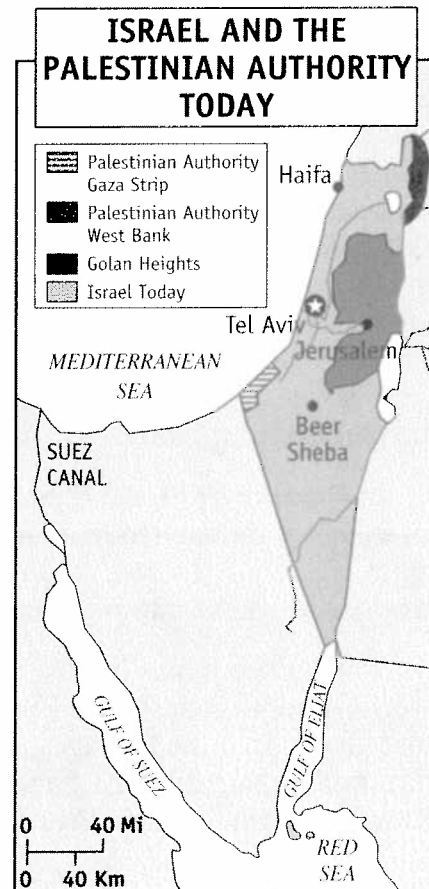 ISRAEL AND THE
PALESTINIAN AUTHORITY
TODAY
Palestinian Authority
Gaza Strip
Palestinian Authority
West Bank
Golan Heights
Israel Today
Haifa
Tel Aviv
Jerusalem
MEDITERRANEAN
SEA
Beer
Sheba
SUEZ
CANAL
GULF OF SUEZ
GULF OF ELIAT
0 40 Mi
0 40 Km
RED
SEA